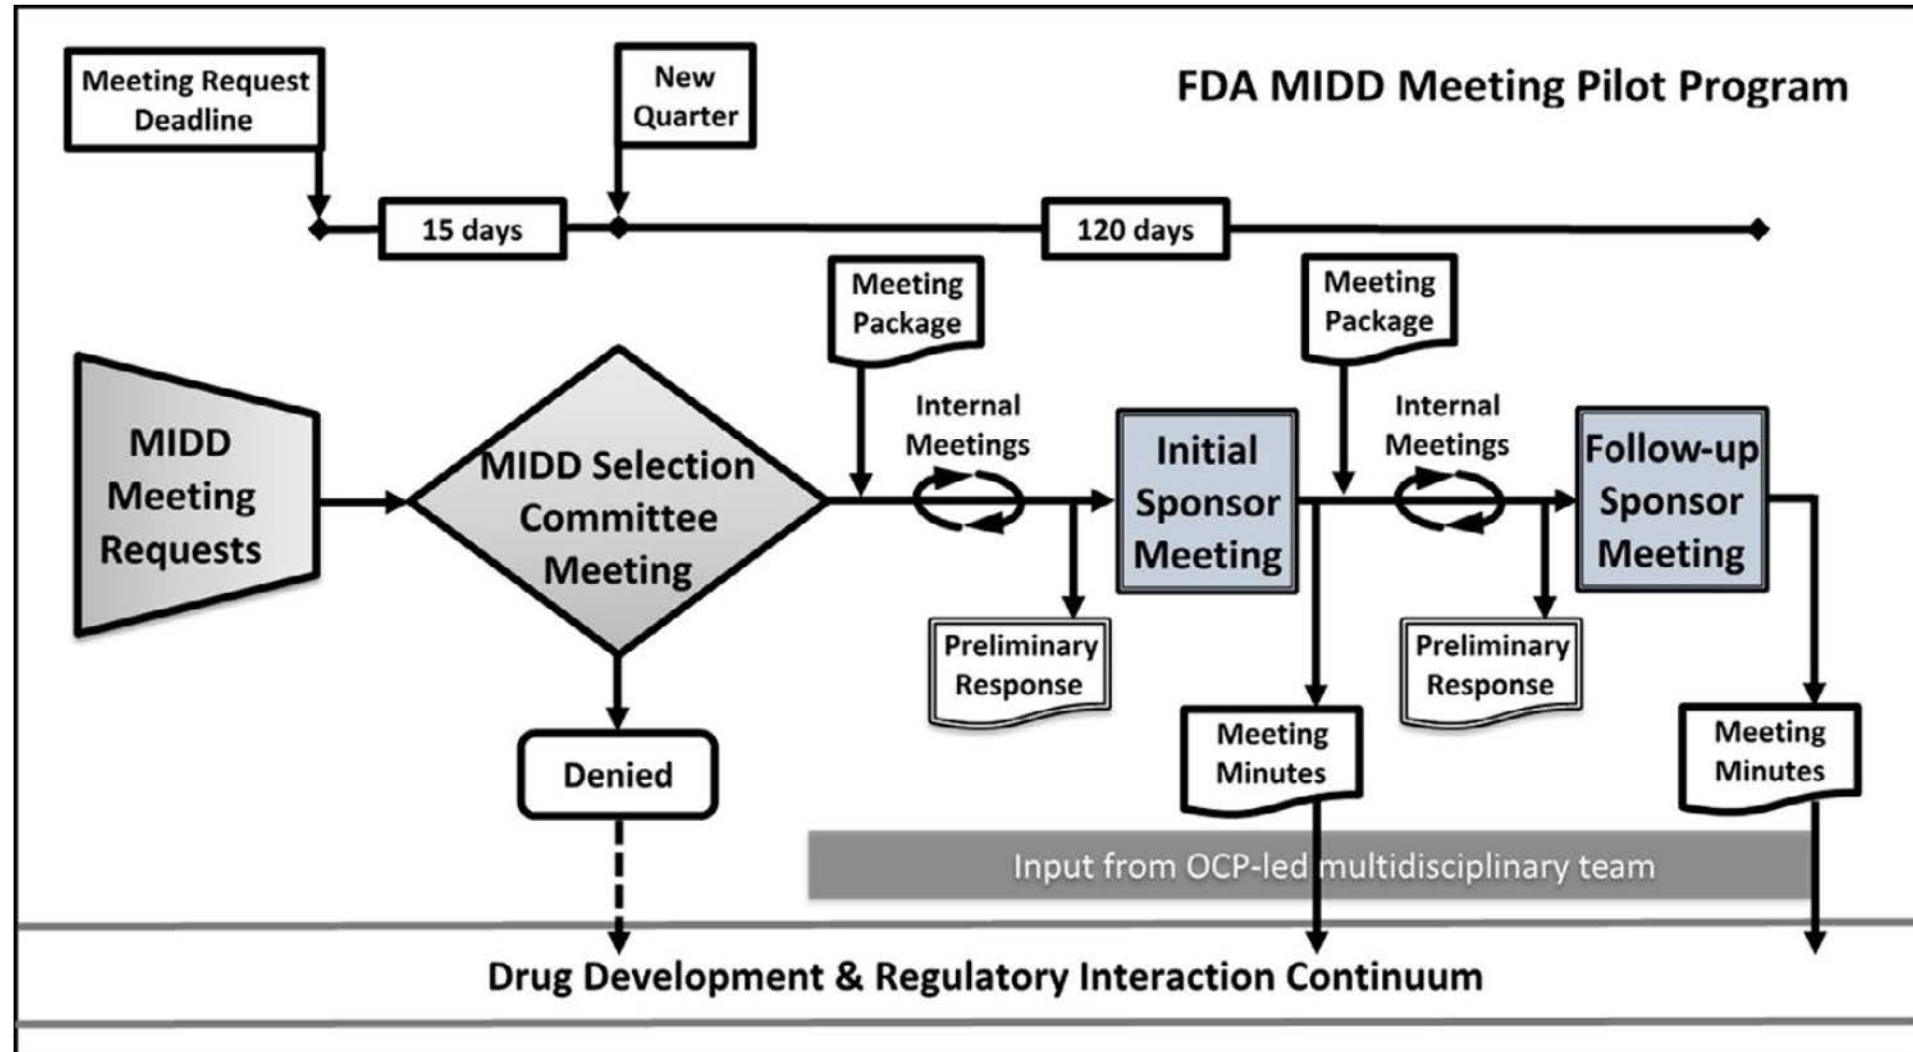 Meeting Request
Deadline
New
Quarter
FDA MIDD Meeting Pilot Program
15 days
120 days
Meeting
Package
Meeting
Package
MIDD
Meeting
Requests
MIDD Selection
Committee
Meeting
Internal
Meetings
Initial
Sponsor
Meeting
Internal
Meetings
Follow-up
Sponsor
Meeting
Preliminary
Response
Preliminary
Response
Denied
Meeting
Minutes
Meeting
Minutes
Input from OCP-led multidisciplinary team
Drug Development & Regulatory Interaction Continuum